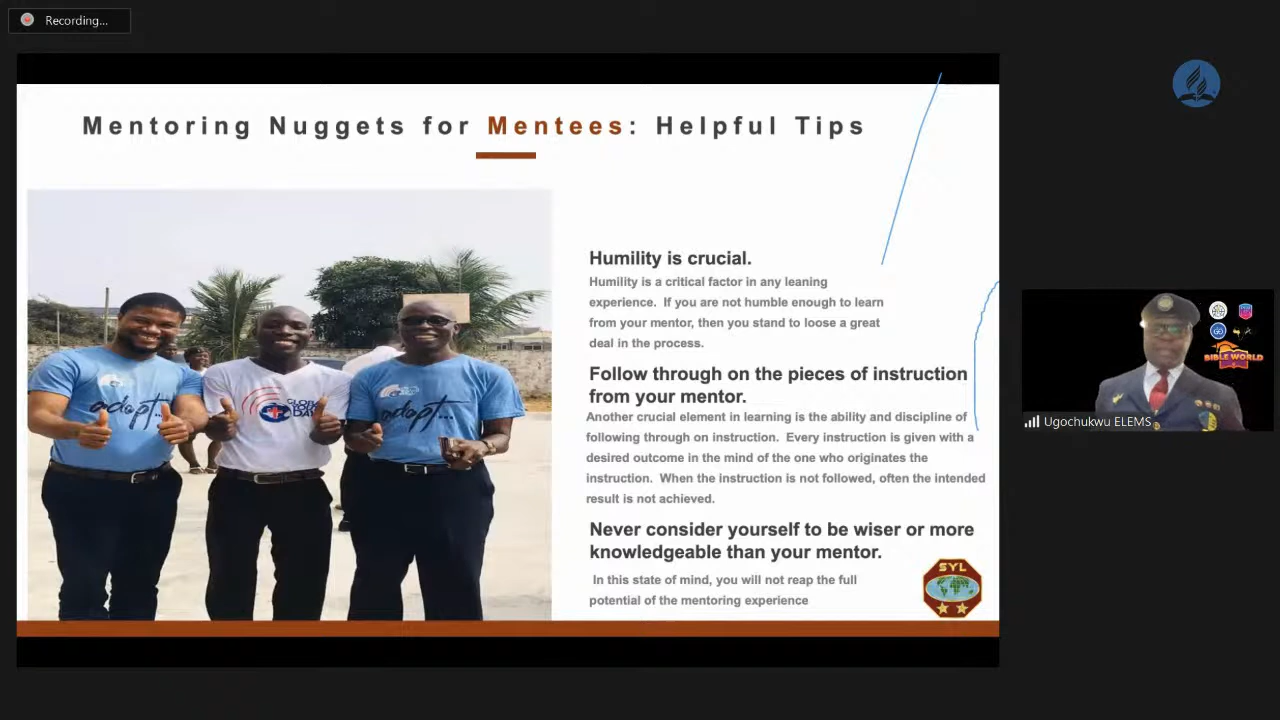 Recording...
Mentoring Nuggets for Mentees: Helpful Tips
Humility is crucial.
Humility is a critical factor in any leaning
experience. If you are not humble enough to learn
from your mentor, then you stand to loose a great
deal in the process.
Follow through on the pieces of instruction
from your mentor.
Another crucial element in learning is the ability and discipline of
following through on instruction. Every instruction is given with a
desired outcome in the mind of the one who originates the
instruction. When the instruction is not followed, often the intended
result is not achieved.
Never consider yourself to be wiser or more
knowledgeable than your mentor.
In this state of mind, you will not reap the full
potential of the mentoring experience
SYL
adopt...
GLOBAL
DAY
adopt...
BIBLE WORLD
Ugochukwu ELEMS